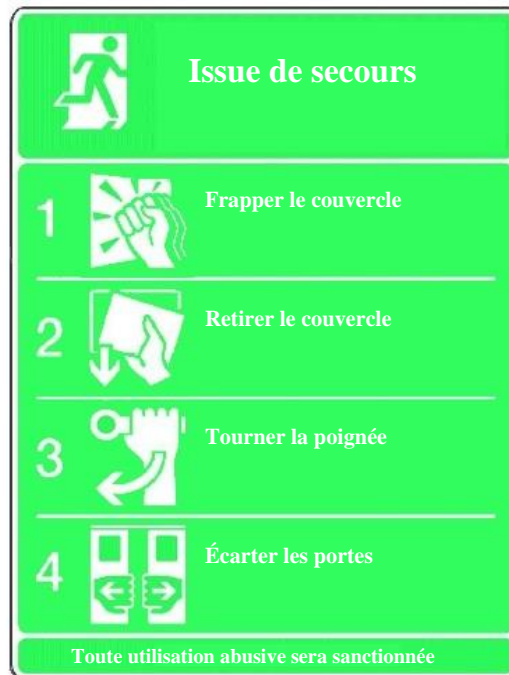 Issue de secours
1 Frapper le couvercle
2 Retirer le couvercle
3 Tourner la poignée
4 Écarter les portes
Toute utilisation abusive sera sanctionnée